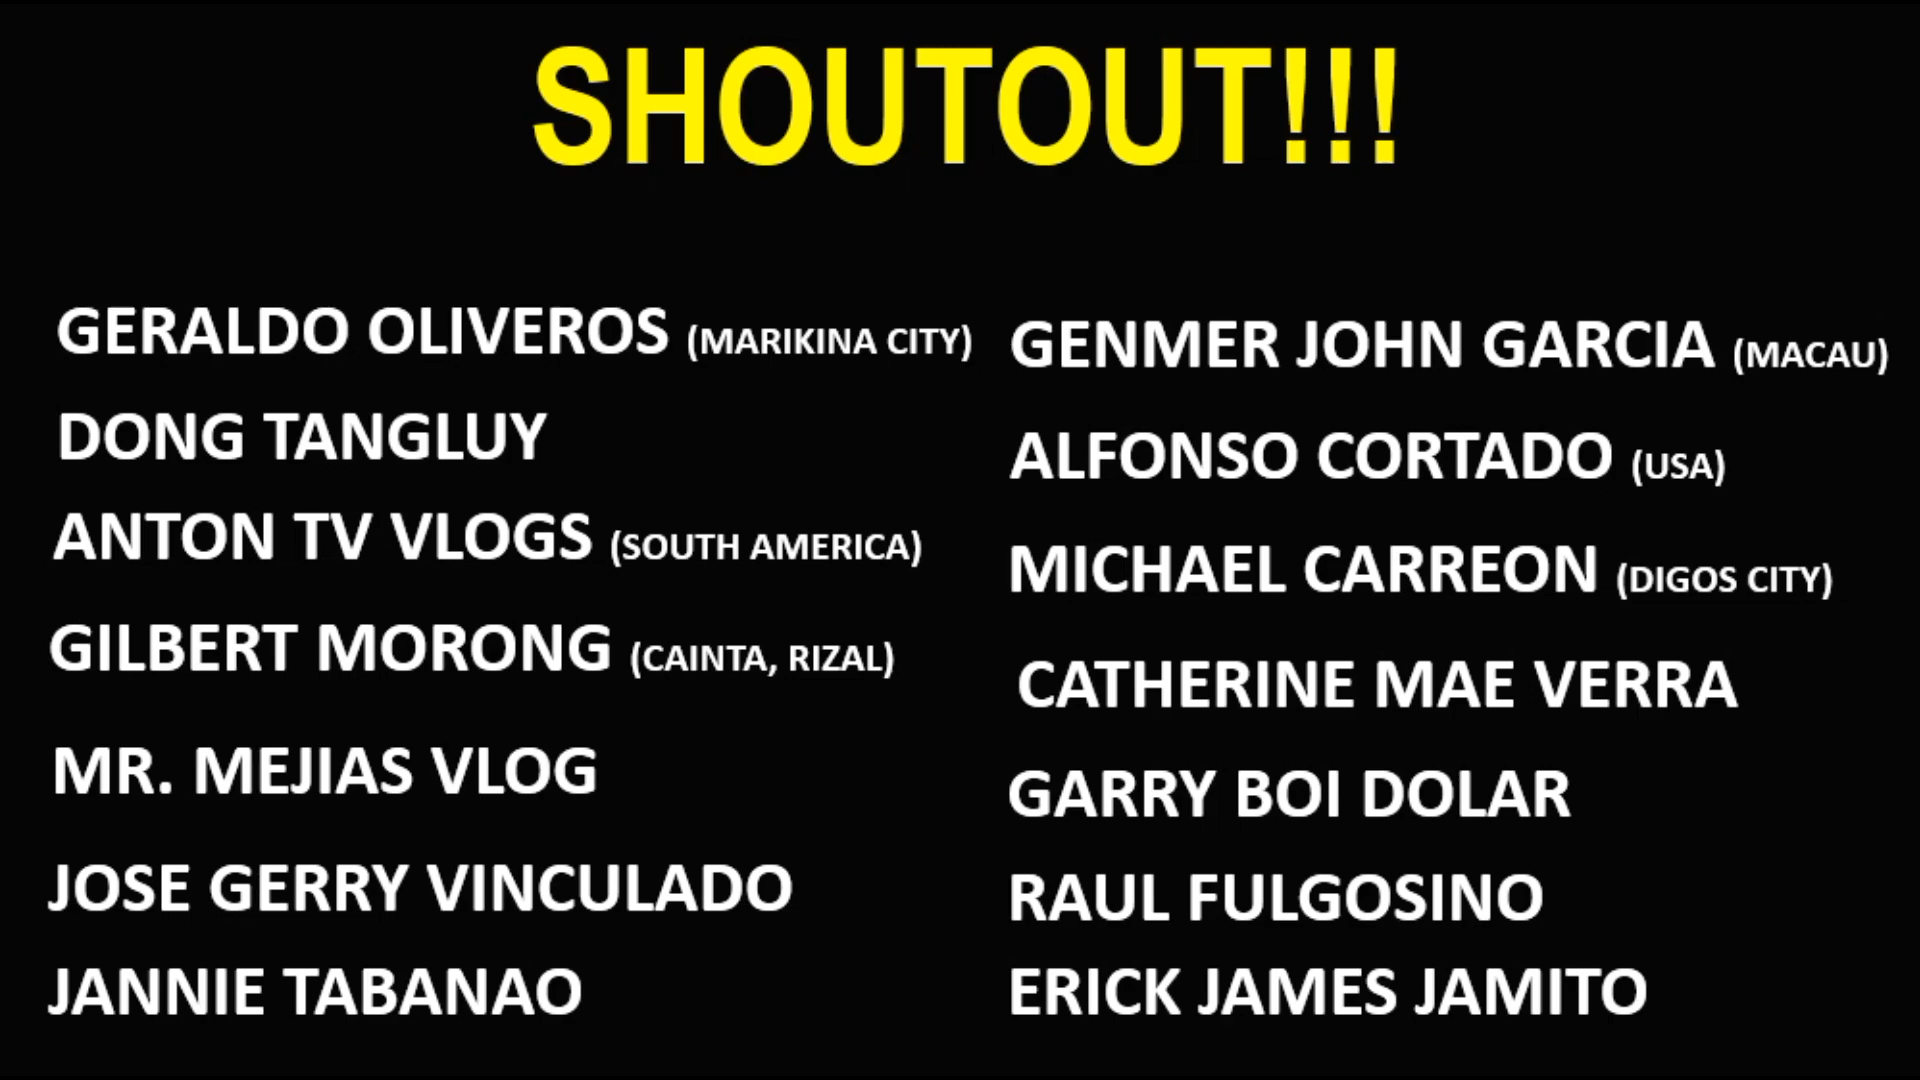 SHOUTOUT!!!
GERALDO OLIVEROS (MARIKINA CITY)
DONG TANGLUY
ANTON TV VLOGS (SOUTH AMERICA)
GILBERT MORONG (CAINTA, RIZAL)
MR. MEJIAS VLOG
JOSE GERRY VINCULADO
JANNIE TABANAO
GENMER JOHN GARCIA (MACAU)
ALFONSO CORTADO (USA)
MICHAEL CARREON (DIGOS CITY)
CATHERINE MAE VERRA
GARRY BOI DOLAR
RAUL FULGOSINO
ERICK JAMES JAMITO